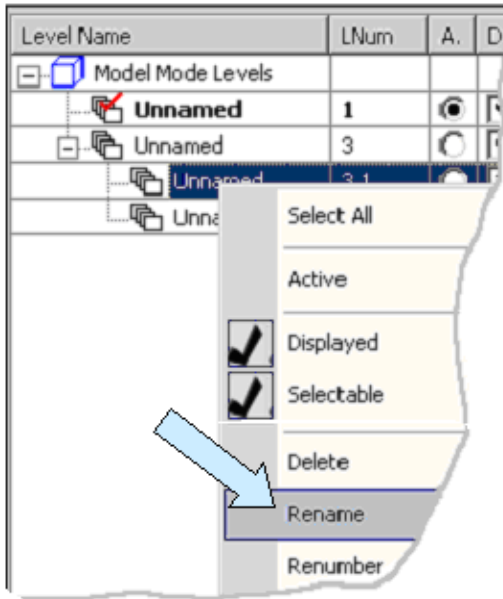 Level Name LNum A. D
Model Mode Levels
Unnamed 1
Unnamed 3
Unnamed 3.1
Unna
Select All
Active
Displayed
Selectable
Delete
Rename
Renumber